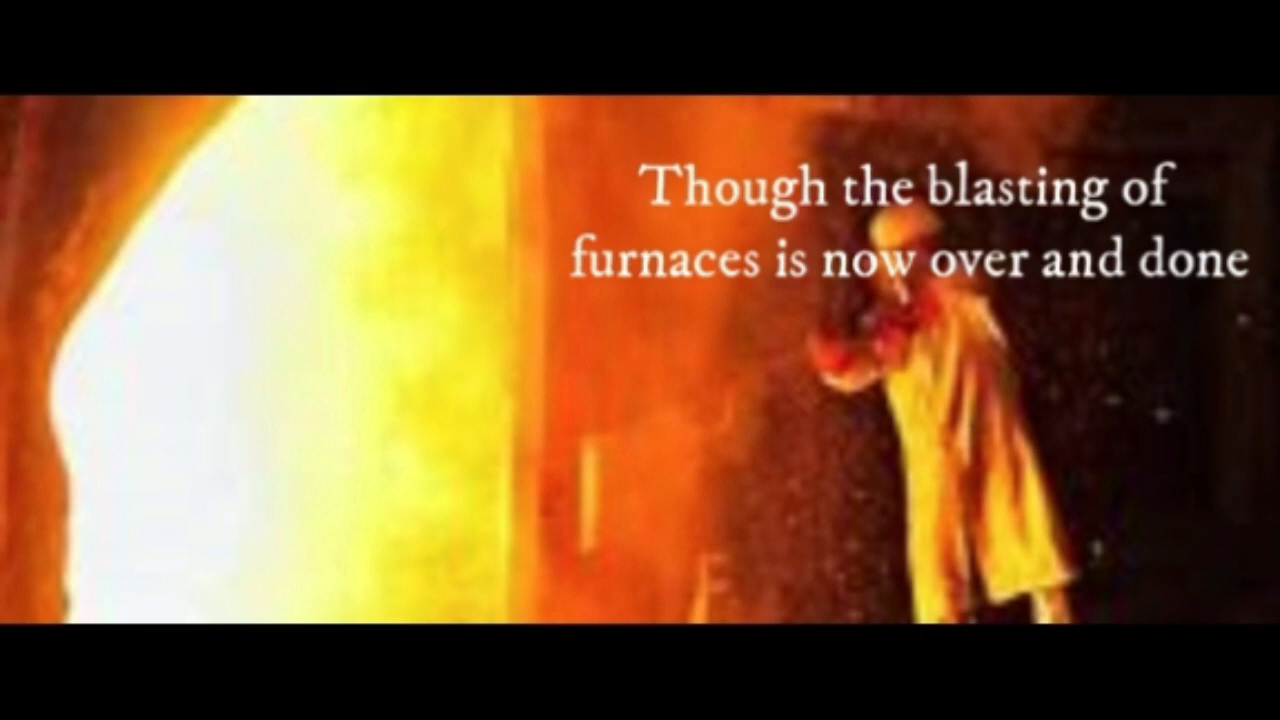 Though the blasting of
furnaces is now over and done